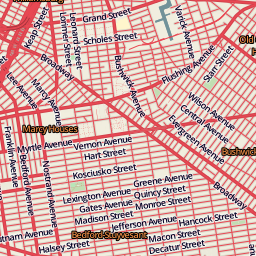 Grand Street
Keap Street
Lorimer Street
Leonard Street
Scholes Street
Varick Avenue
Old
Broadway
Bushwick Avenue
Flushing Avenue
Starr Street
Lee Avenue
Marcy Avenue
Wilson Avenue
Central Avenue
Evergreen Avenue
Marcy Houses
Myrtle Avenue
Vernon Avenue
Hart Street
Bushwick
Franklin Avenue
Bedford Avenue
Nostrand Avenue
Kosciusko Street
Broadway
Greene Avenue
Lexington Avenue
Quincy Street
Gates Avenue
Monroe Street
Madison Street
Hancock Street
Jefferson Avenue
Putnam Avenue
Bedford Stuyvesant
Macon Street
Halsey Street
Decatur Street